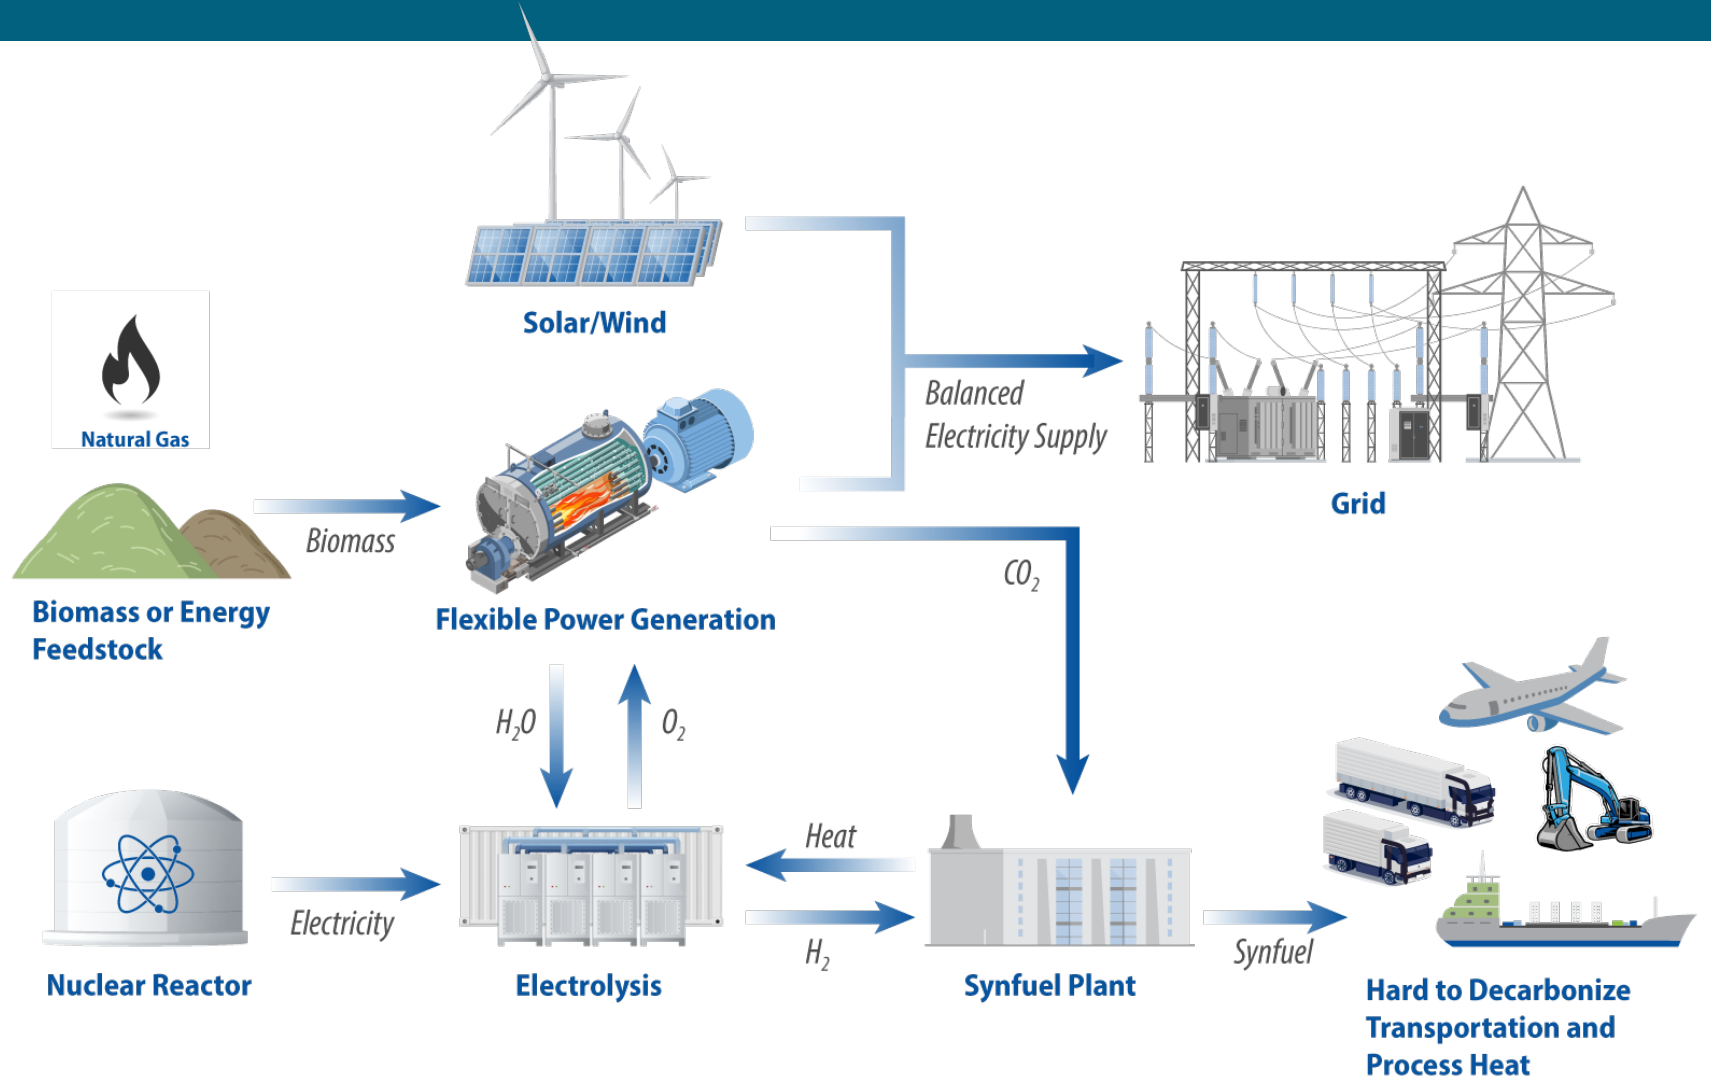 Solar/Wind
Natural Gas
Balanced
Electricity Supply
Grid
Biomass
CO₂
Biomass or Energy
Feedstock
Flexible Power Generation
H₂O
O₂
Heat
Electricity
H₂
Synfuel
Nuclear Reactor
Electrolysis
Synfuel Plant
Hard to Decarbonize
Transportation and
Process Heat